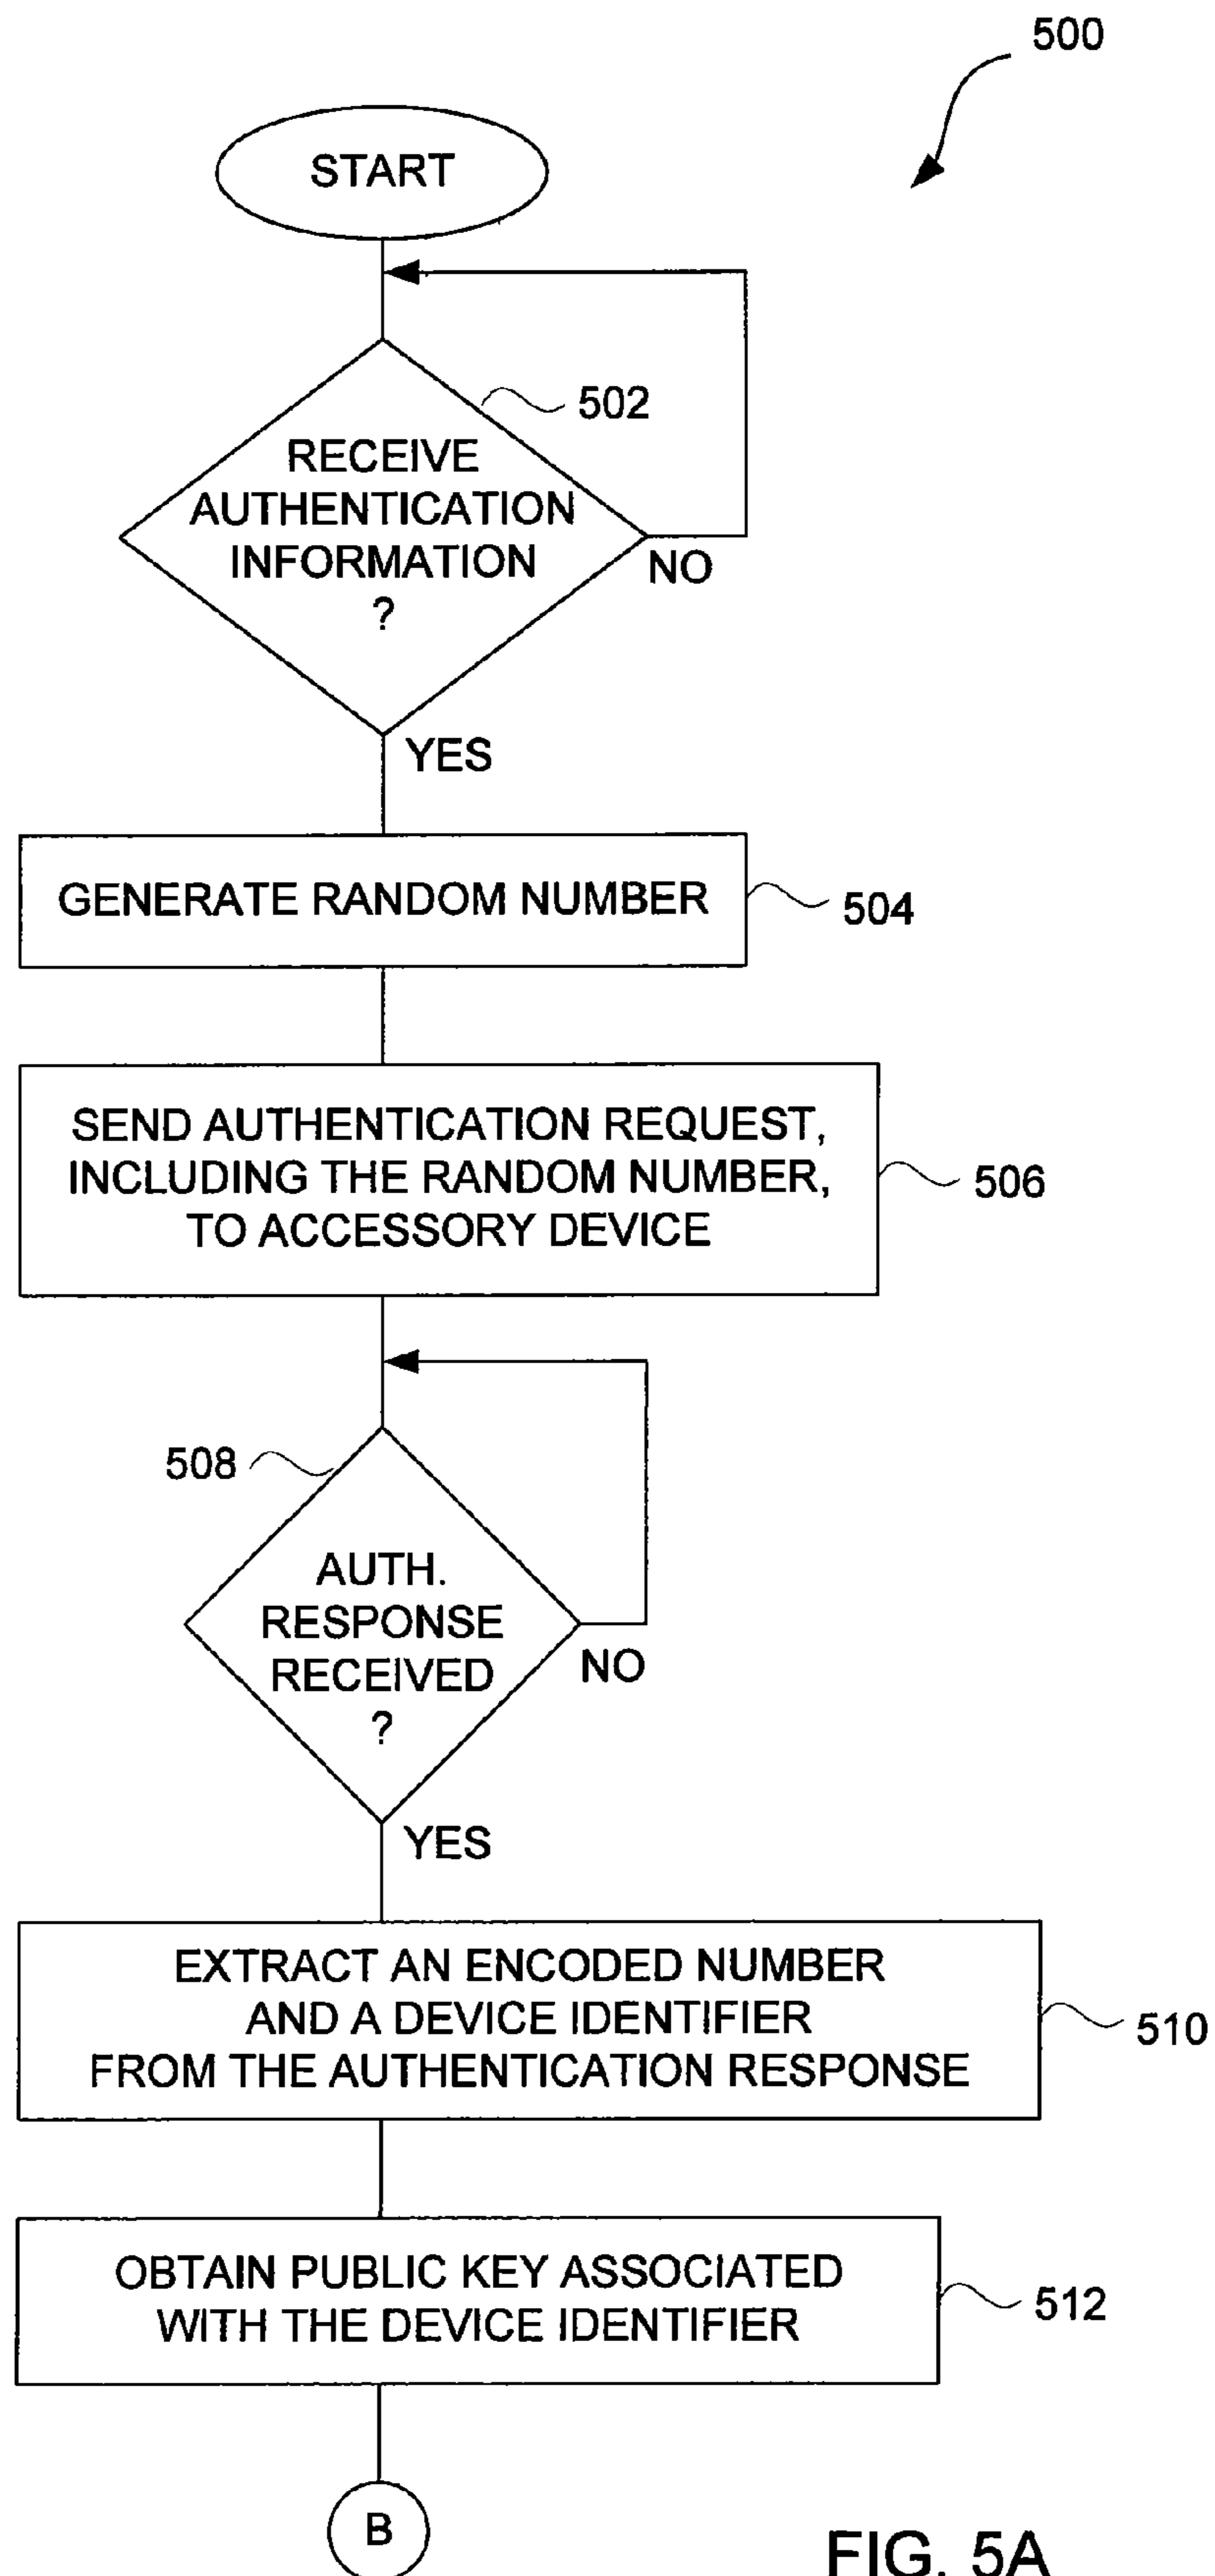 500
START
502
RECEIVE
AUTHENTICATION
INFORMATION
?
NO
YES
GENERATE RANDOM NUMBER
504
SEND AUTHENTICATION REQUEST,
INCLUDING THE RANDOM NUMBER,
TO ACCESSORY DEVICE
506
508
AUTH.
RESPONSE
RECEIVED
?
NO
YES
EXTRACT AN ENCODED NUMBER
AND A DEVICE IDENTIFIER
FROM THE AUTHENTICATION RESPONSE
510
OBTAIN PUBLIC KEY ASSOCIATED
WITH THE DEVICE IDENTIFIER
512
B
FIG. 5A